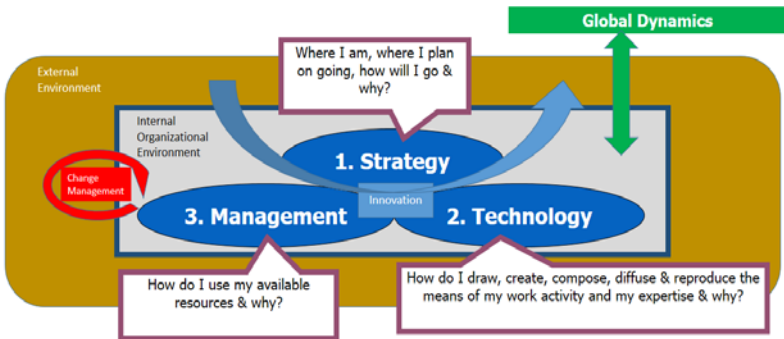 Global Dynamics
Where I am, where I plan
on going, how will I go &
why?
External
Environment
Internal
Organizational
Environment
1. Strategy
Change
Management
Innovation
3. Management
2. Technology
How do I use my available
resources & why?
How do I draw, create, compose, diffuse & reproduce the
means of my work activity and my expertise & why?